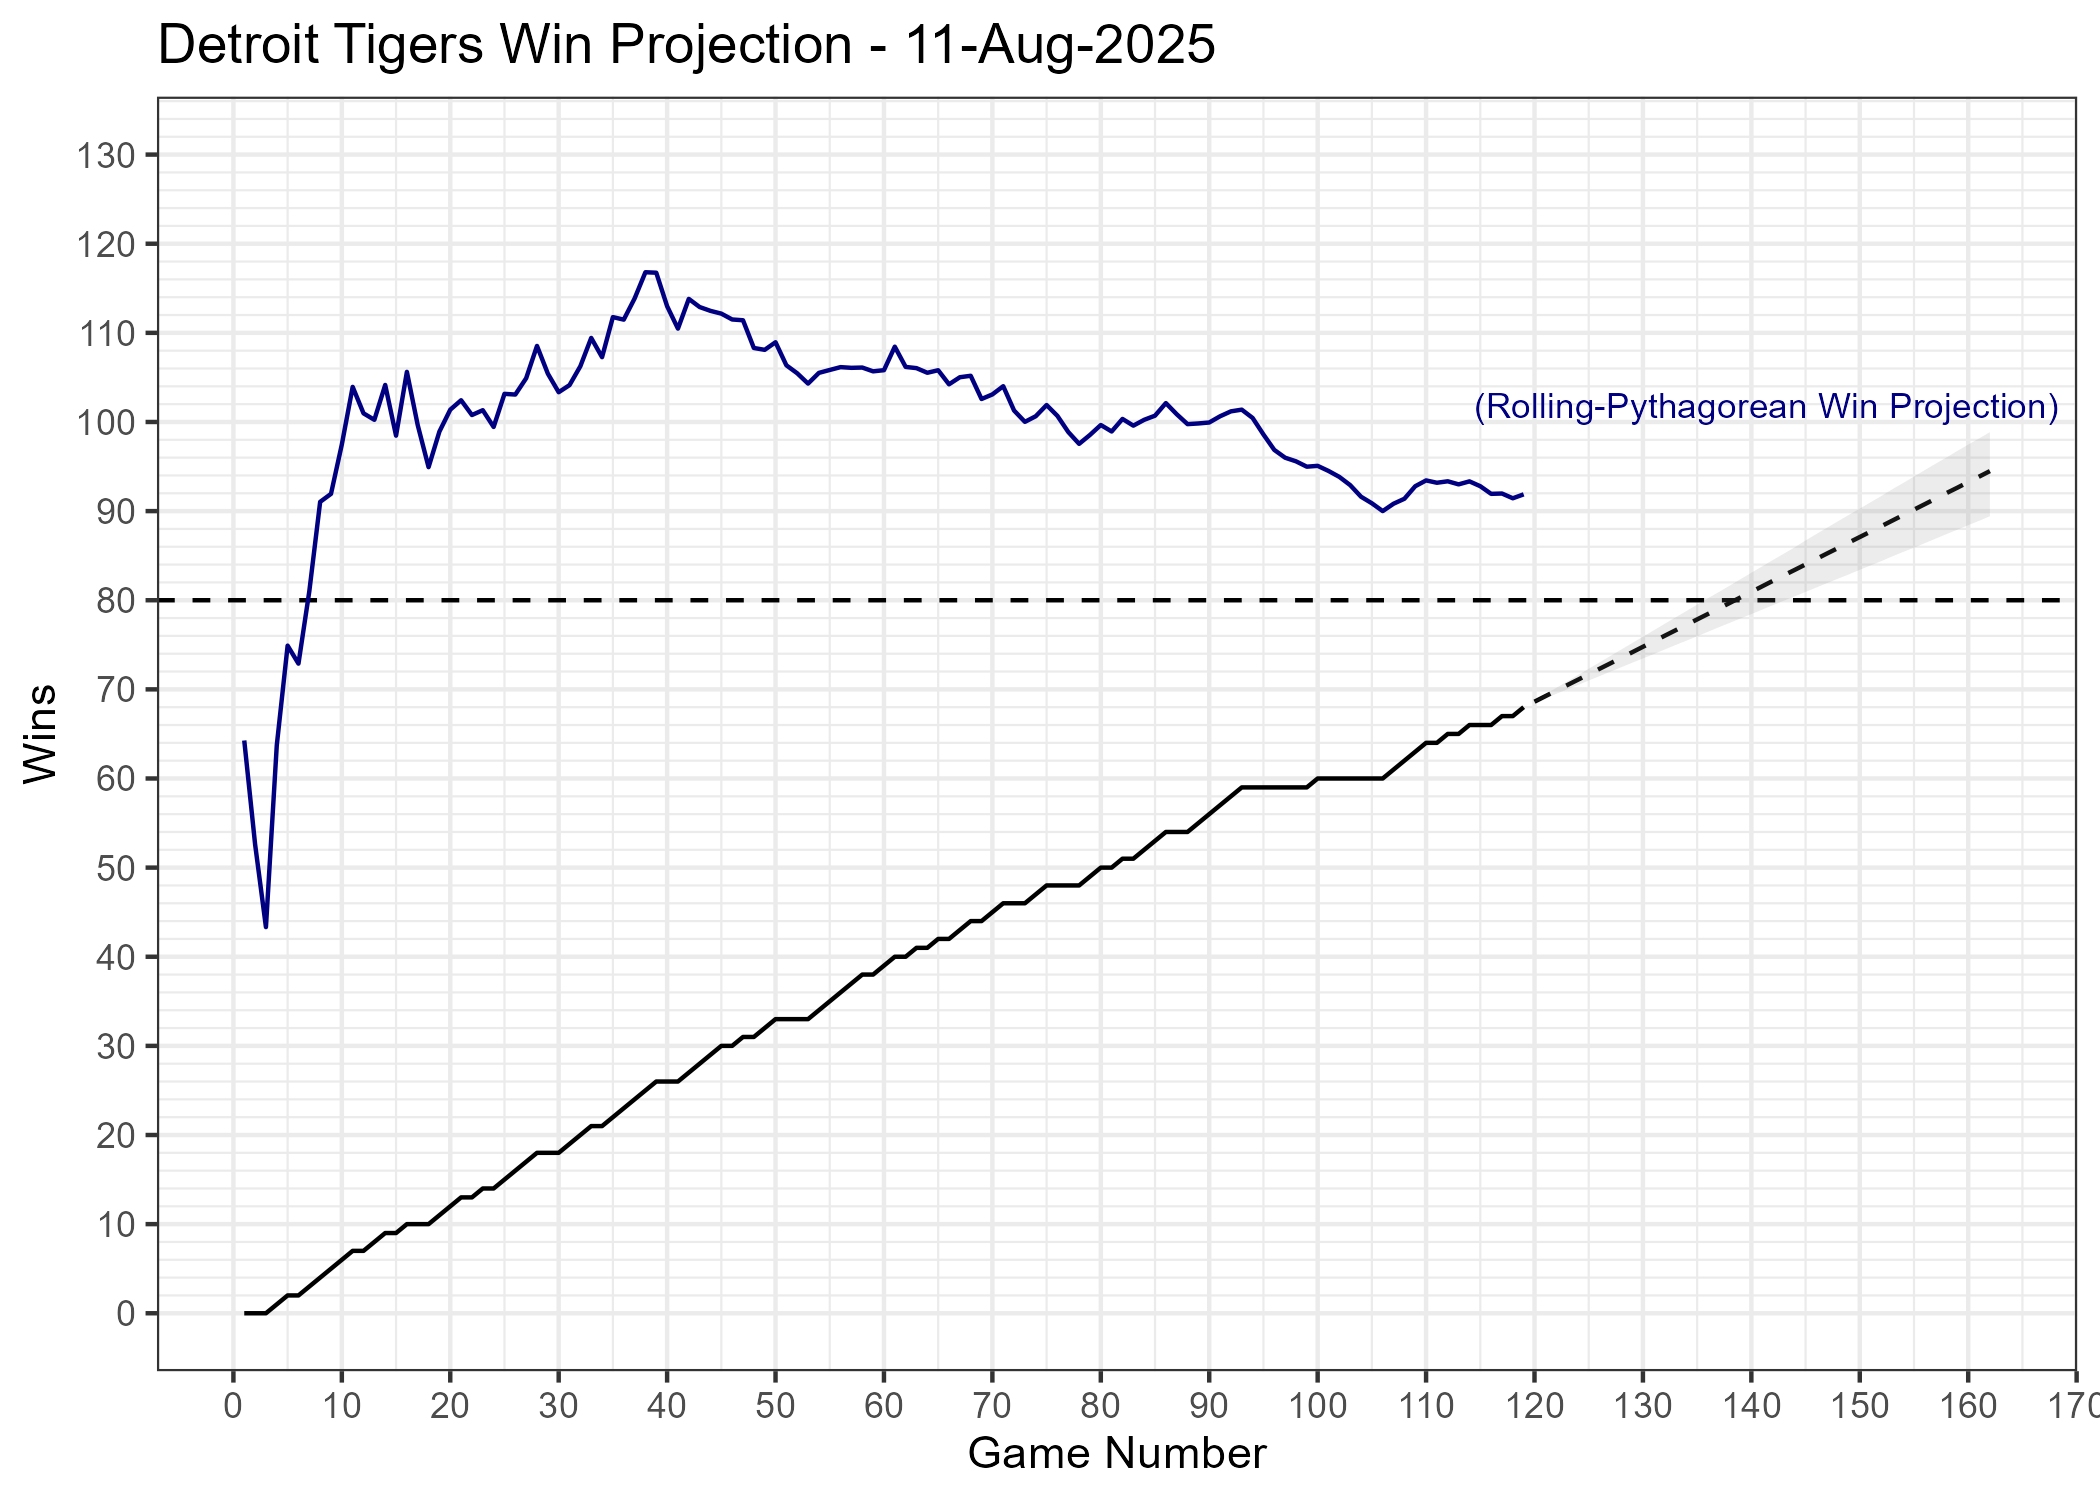 Detroit Tigers Win Projection - 11-Aug-2025
130
120
110
100
90
80
70
60
50
40
30
20
10
0
Wins
(Rolling-Pythagorean Win Projection)
0 10 20 30 40 50 60 70 80 90 100 110 120 130 140 150 160 170
Game Number